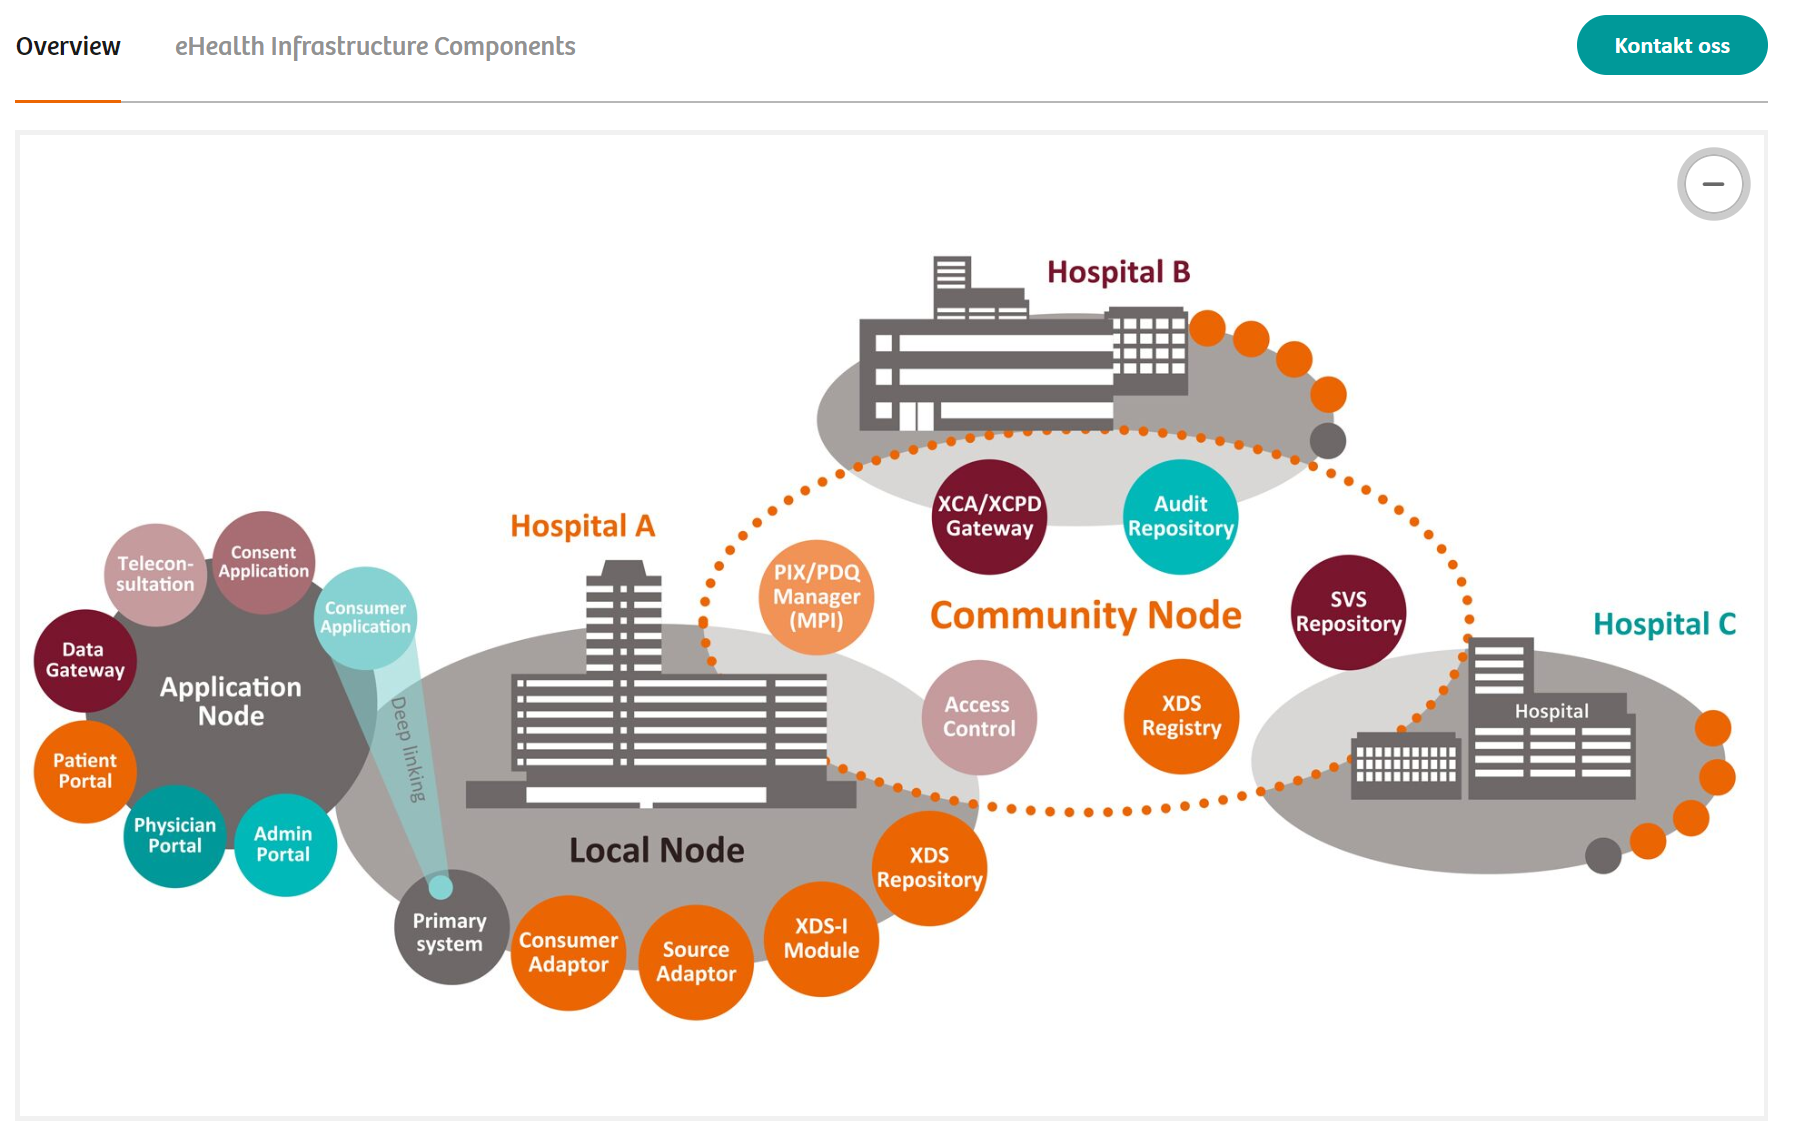 Overview
eHealth Infrastructure Components
Kontakt oss
Hospital B
XCA/XCPD
Gateway
Audit
Repository
Hospital A
PIX/PDQ
Manager
(MPI)
Community Node
SVS
Repository
Hospital C
Access
Control
XDS
Registry
Hospital
Telecon-
sultation
Consent
Application
Consumer
Application
Data
Gateway
Application
Node
Patient
Portal
Physician
Portal
Admin
Portal
Deep linking
Local Node
Primary
system
Consumer
Adaptor
Source
Adaptor
XDS-I
Module
XDS
Repository